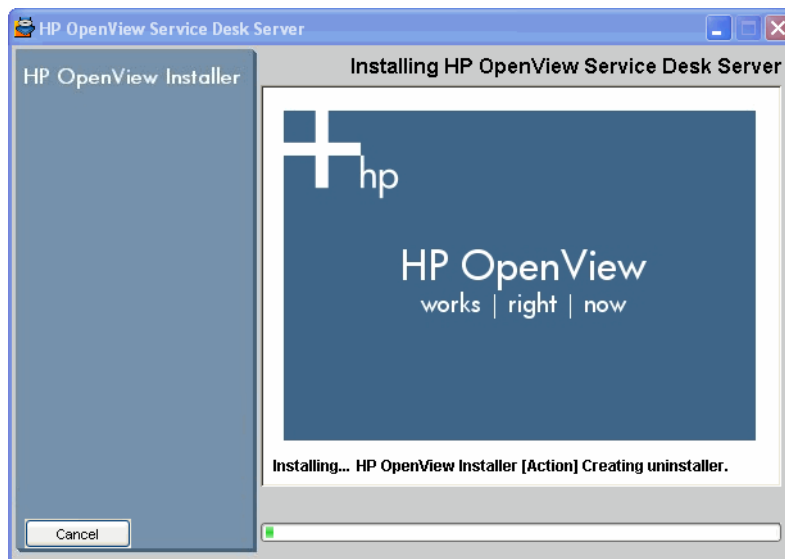 HP OpenView Service Desk Server
HP OpenView Installer
Installing HP OpenView Service Desk Server
hp
HP OpenView
works | right | now
Installing... HP OpenView Installer [Action] Creating uninstaller.
Cancel